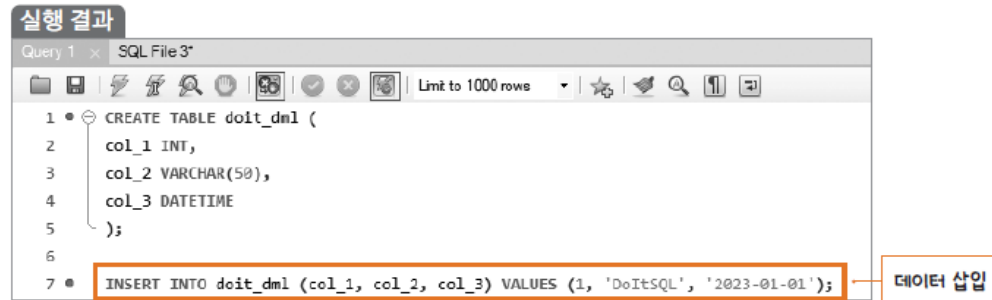 실행 결과
Query 1 × SQL File 3*
Limit to 1000 rows
1 CREATE TABLE doit_dml (
2 col_1 INT,
3 col_2 VARCHAR(50),
4 col_3 DATETIME
5 );
6
7 INSERT INTO doit_dml (col_1, col_2, col_3) VALUES (1, 'DoItSQL', '2023-01-01');
데이터 삽입